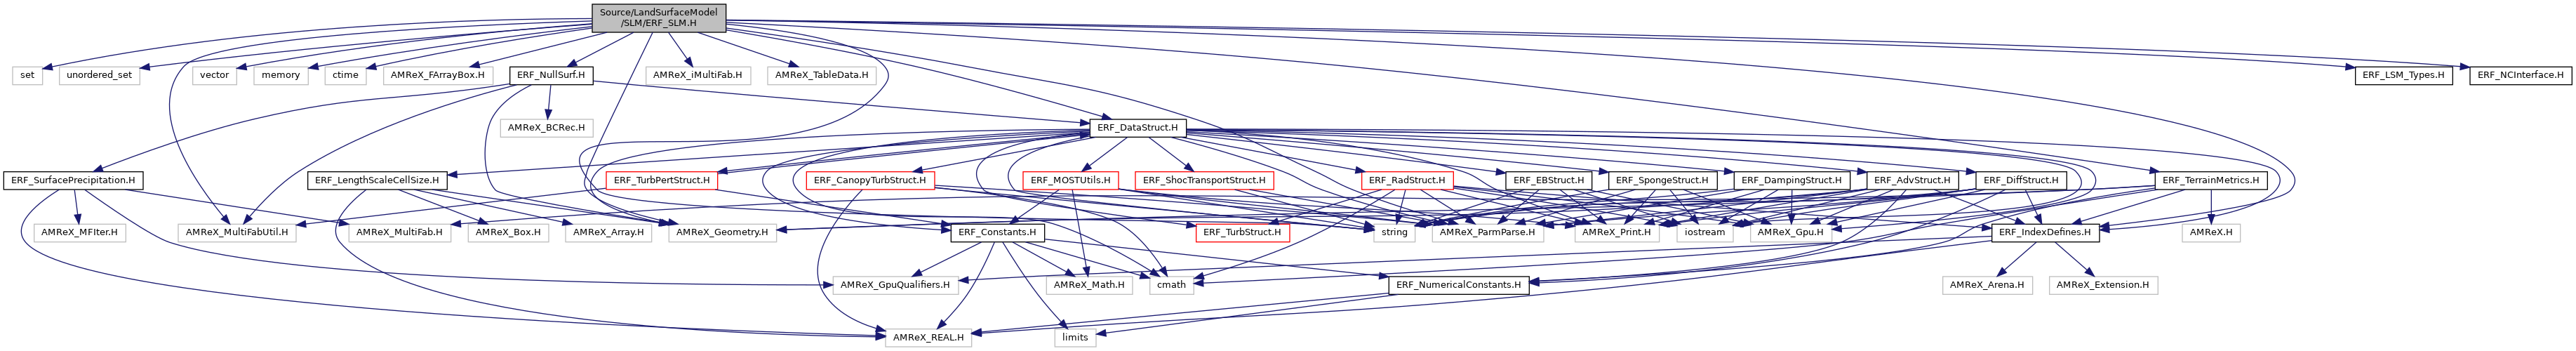 Source/LandSurfaceModel
/SLM/ERF_SLM.H
set
unordered_set
vector
memory
ctime
AMReX_FArrayBox.H
ERF_NullSurf.H
AMReX_iMultiFab.H
AMReX_TableData.H
ERF_LSM_Types.H
ERF_NCInterface.H
AMReX_BCRec.H
ERF_DataStruct.H
ERF_SurfacePrecipitation.H
ERF_LengthScaleCellSize.H
ERF_TurbPertStruct.H
ERF_CanopyTurbStruct.H
ERF_MOSTUtils.H
ERF_ShocTransportStruct.H
ERF_RadStruct.H
ERF_EBStruct.H
ERF_SpongeStruct.H
ERF_DampingStruct.H
ERF_AdvStruct.H
ERF_DiffStruct.H
ERF_TerrainMetrics.H
AMReX_MFIter.H
AMReX_MultiFabUtil.H
AMReX_MultiFab.H
AMReX_Box.H
AMReX_Array.H
AMReX_Geometry.H
ERF_Constants.H
ERF_TurbStruct.H
string
AMReX_ParmParse.H
AMReX_Print.H
iostream
AMReX_Gpu.H
ERF_IndexDefines.H
AMReX.H
AMReX_GpuQualifiers.H
AMReX_Math.H
cmath
ERF_NumericalConstants.H
AMReX_Arena.H
AMReX_Extension.H
AMReX_REAL.H
limits